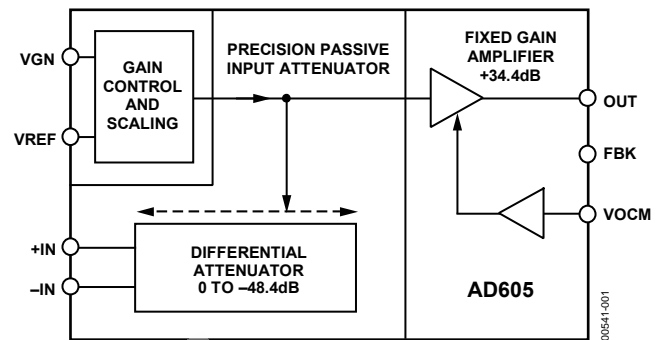 VGN
VREF
GAIN
CONTROL
AND
SCALING
PRECISION PASSIVE
INPUT ATTENUATOR
FIXED GAIN
AMPLIFIER
+34.4dB
OUT
FBK
VOCM
+IN
–IN
DIFFERENTIAL
ATTENUATOR
0 TO –48.4dB
AD605
00541-001